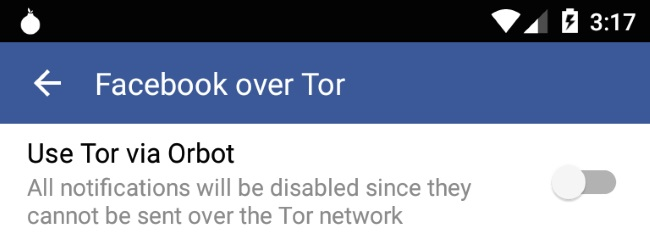 3:17
Facebook over Tor
Use Tor via Orbot
All notifications will be disabled since they
cannot be sent over the Tor network